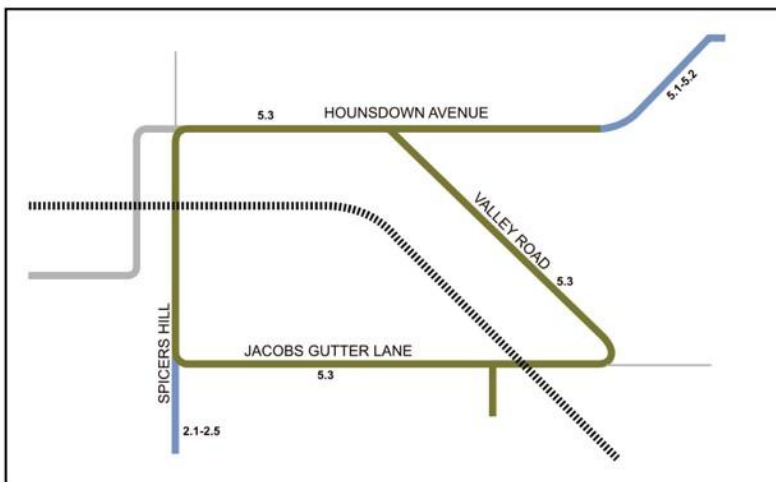 5.1-5.2
5.3
HOUNSDOWN AVENUE
VALLEY ROAD
5.3
SPICERS HILL
JACOBS GUTTER LANE
5.3
2.1-2.5